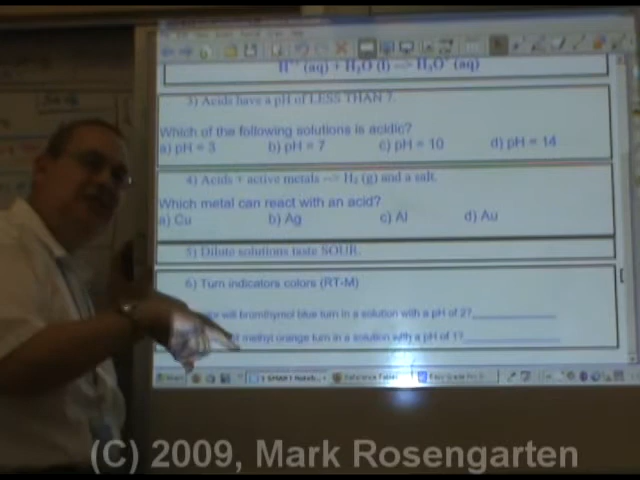 H⁺ (aq) + H₂O (l) --> H₃O⁺ (aq)
3) Acids have a pH of LESS THAN 7.
Which of the following solutions is acidic?
a) pH = 3 b) pH = 7 c) pH = 10 d) pH = 14
4) Acids + active metals --> H₂ (g) and a salt.
Which metal can react with an acid?
a) Cu b) Ag c) Al d) Au
5) Dilute solutions taste SOUR.
6) Turn indicators colors (RT-M)
will bromthymol blue turn in a solution with a pH of 2?
methyl orange turn in a solution with a pH of 1?
Reference Tables
(C) 2009, Mark Rosengarten